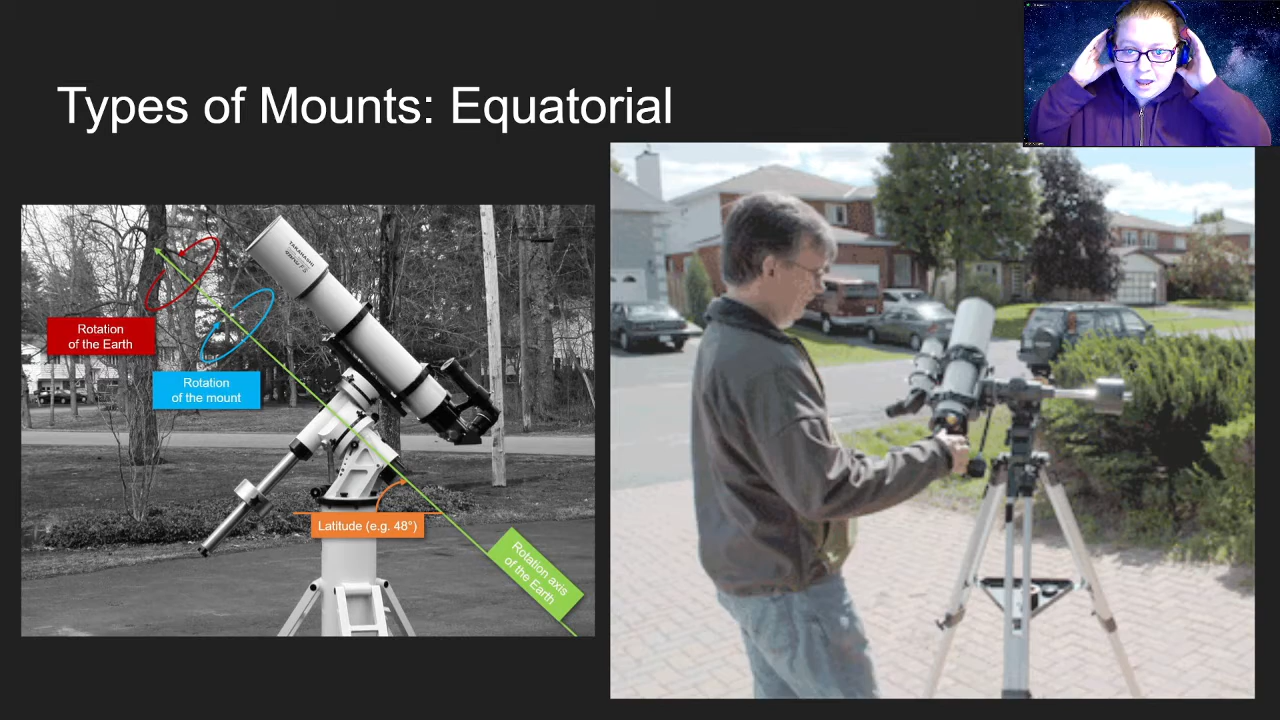 Types of Mounts: Equatorial
TAKAHASHI
Rotation
of the Earth
Rotation
of the mount
Latitude (e.g. 48°)
Rotation axis
of the Earth